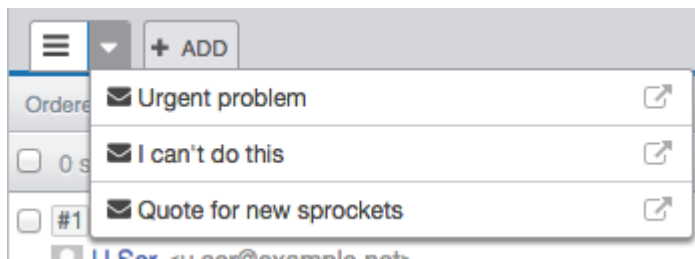 + ADD
Urgent problem
I can't do this
Quote for new sprockets
#1